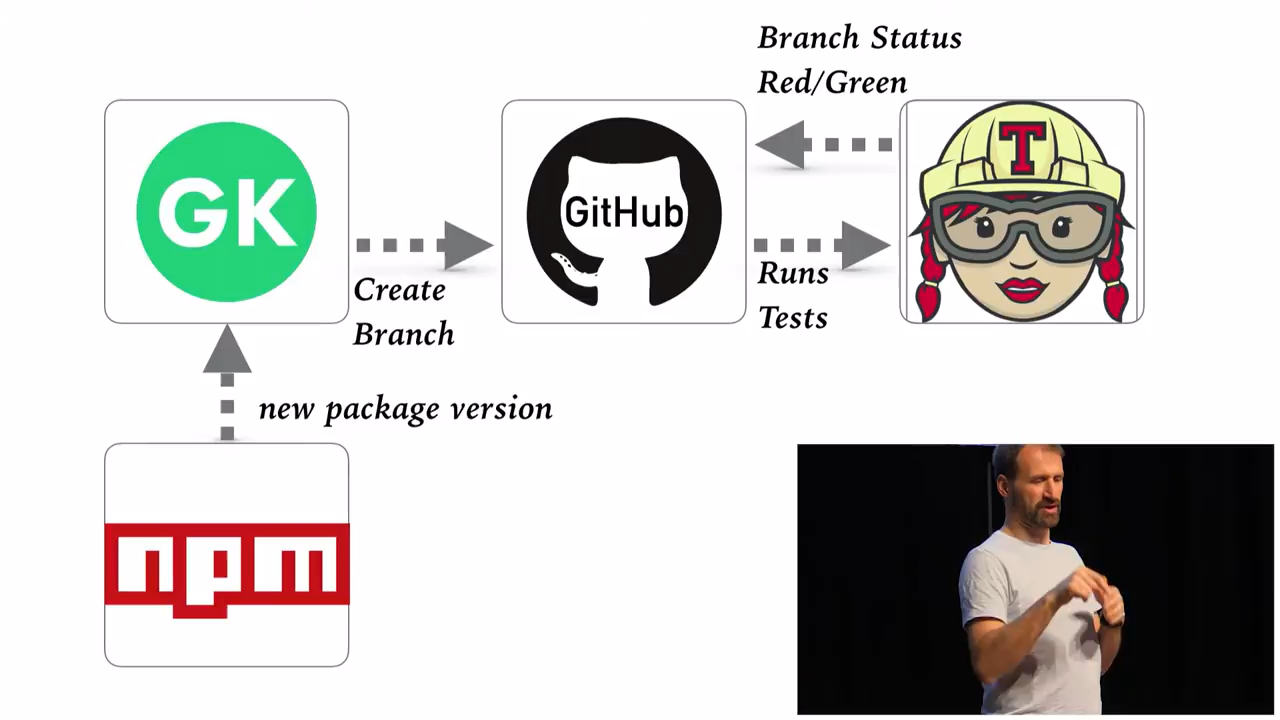 Branch Status
Red/Green
GK
GitHub
T
Create
Branch
Runs
Tests
new package version
npm